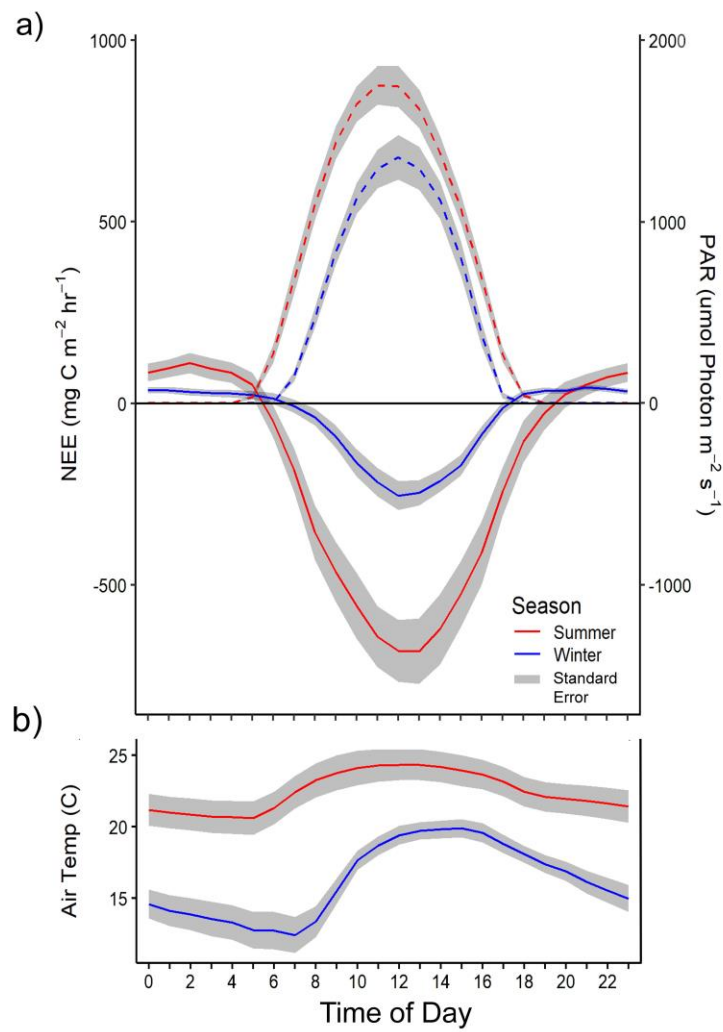 a)
1000
500
0
-500
NEE (mg C m⁻² hr⁻¹)
2000
1000
0
-1000
PAR (umol Photon m⁻² s⁻¹)
Season
Summer
Winter
Standard
Error
b)
25
20
15
Air Temp (C)
0 2 4 6 8 10 12 14 16 18 20 22
Time of Day